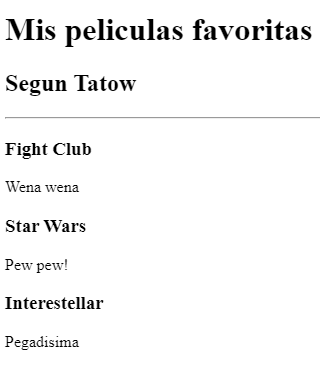 Mis peliculas favoritas
Segun Tatow
Fight Club
Wena wena
Star Wars
Pew pew!
Interestellar
Pegadisima